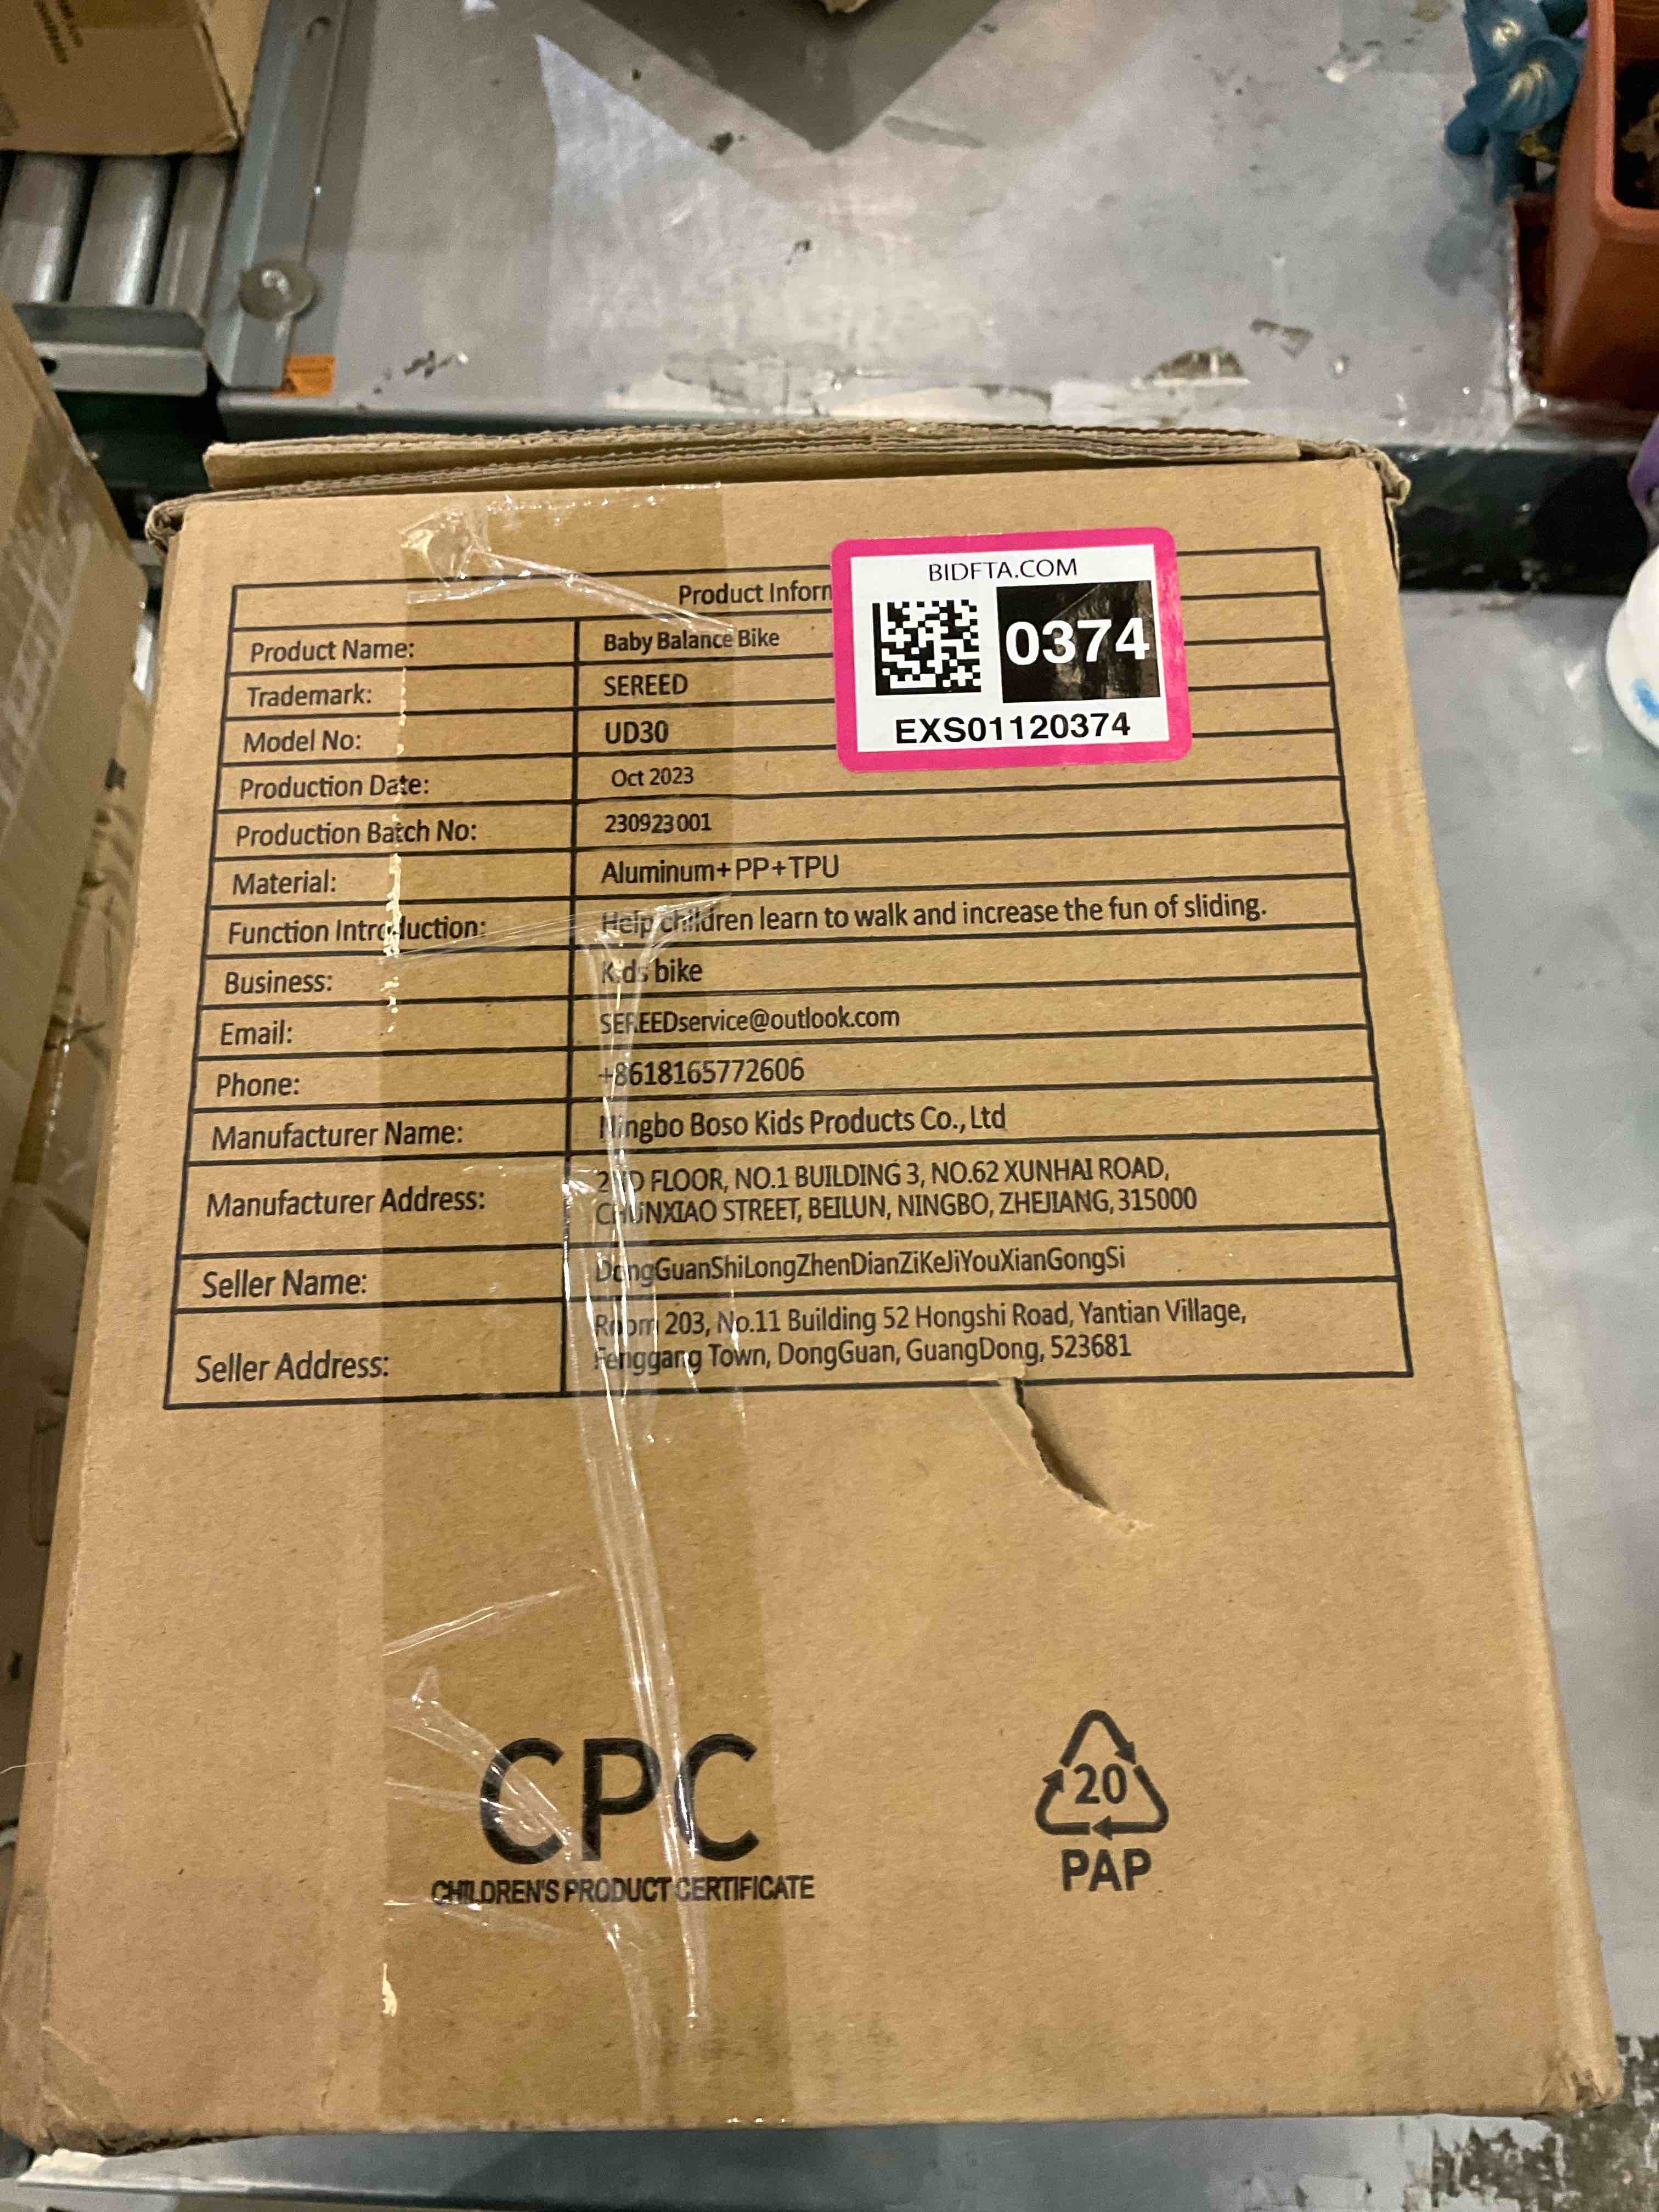 Product Inform
BIDFTA.COM
0374
EXS01120374
Product Name: Baby Balance Bike
Trademark: SEREED
Model No: UD30
Production Date: Oct 2023
Production Batch No: 230923001
Material: Aluminum+PP+TPU
Function Introduction: Help children learn to walk and increase the fun of sliding.
Business: Kids bike
Email: SEREEDservice@outlook.com
Phone: +8618165772606
Manufacturer Name: Ningbo Boso Kids Products Co., Ltd
Manufacturer Address: 2ND FLOOR, NO.1 BUILDING 3, NO.62 XUNHAI ROAD,
CHUNXIAO STREET, BEILUN, NINGBO, ZHEJIANG, 315000
Seller Name: DongGuanShiLongZhenDianZiKeJiYouXianGongSi
Seller Address: Room 203, No.11 Building 52 Hongshi Road, Yantian Village,
Fenggang Town, DongGuan, GuangDong, 523681
CPC
CHILDREN'S PRODUCT CERTIFICATE
20
PAP